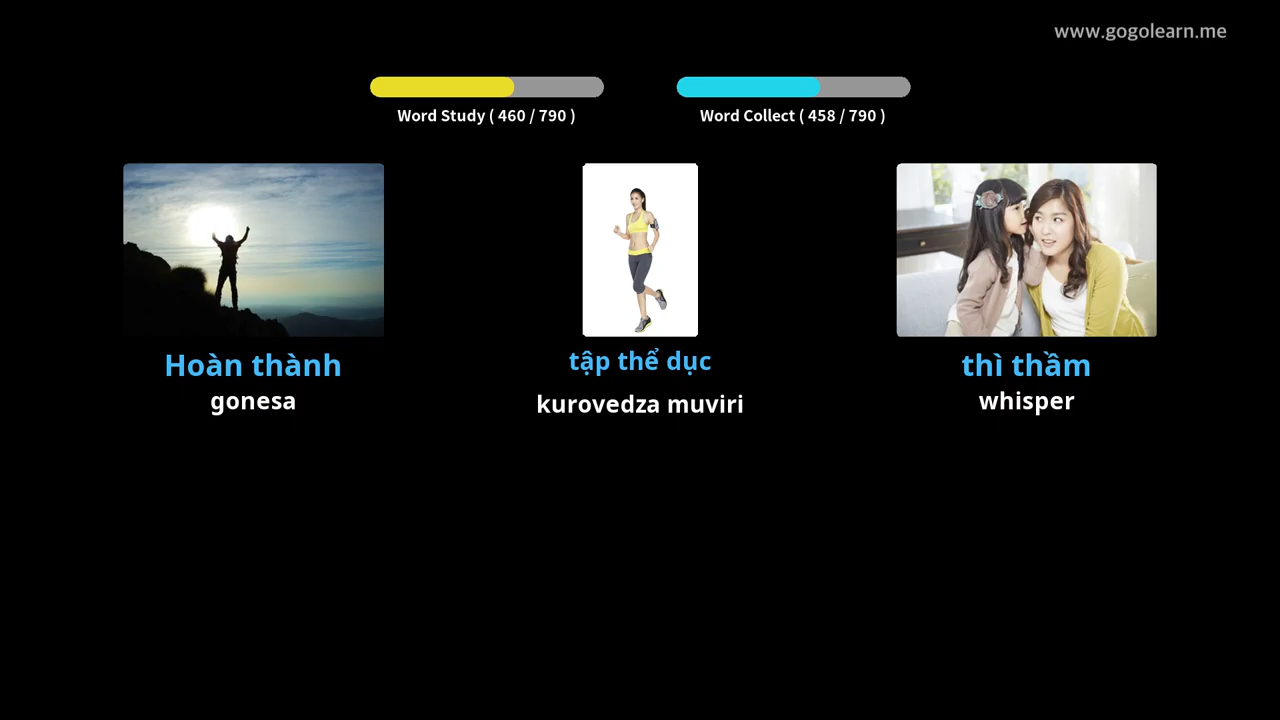 www.gogolearn.me
Word Study ( 460 / 790 )
Word Collect ( 458 / 790 )
Hoàn thành
gonesa
tập thể dục
kurovedza muviri
thì thầm
whisper